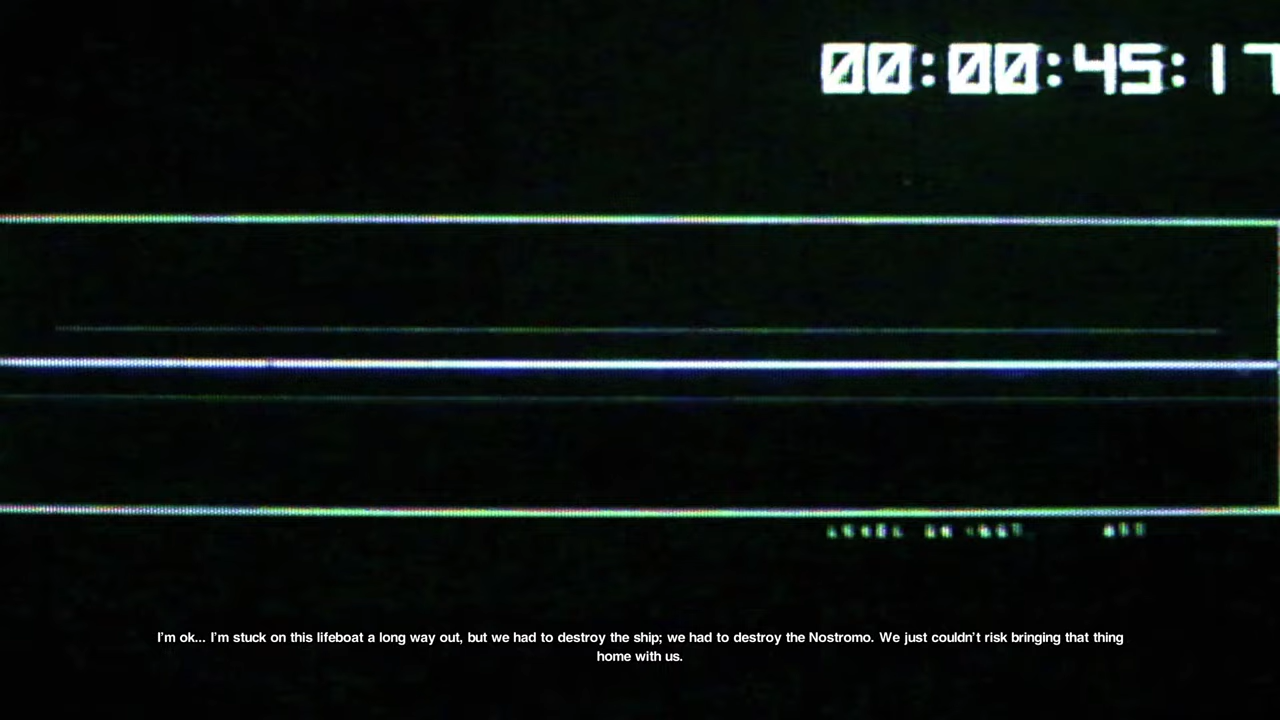 00:00:45:17
I'm ok... I'm stuck on this lifeboat a long way out, but we had to destroy the ship; we had to destroy the Nostromo. We just couldn't risk bringing that thing
home with us.